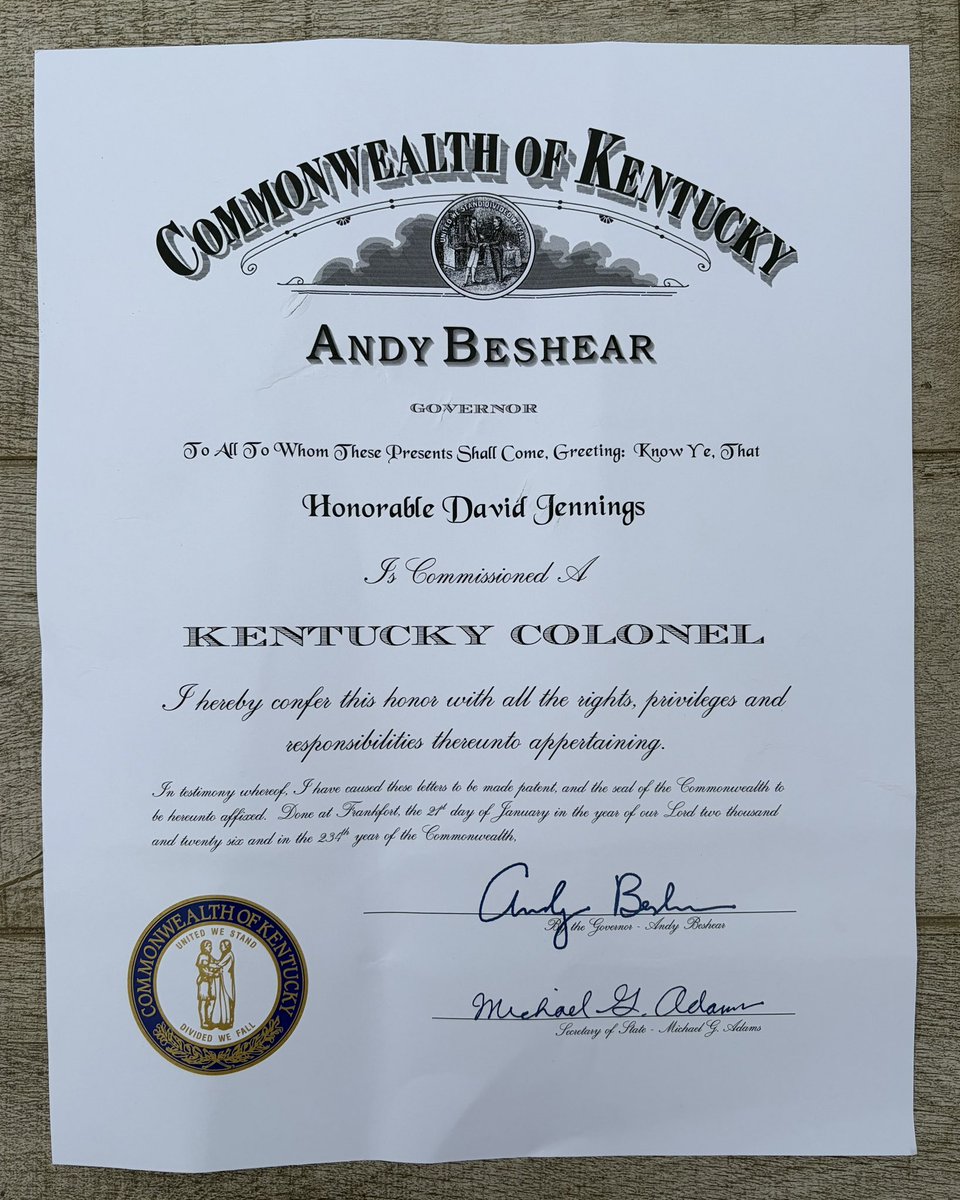 COMMONWEALTH OF KENTUCKY
UNITED WE STAND DIVIDED
ANDY BESHEAR
GOVERNOR
To All To Whom These Presents Shall Come, Greeting: Know Ye, That
Honorable David Jennings
Is Commissioned A
KENTUCKY COLONEL
I hereby confer this honor with all the rights, privileges and
responsibilities thereunto appertaining.
In testimony whereof, I have caused these letters to be made patent, and the seal of the Commonwealth to
be hereunto affixed. Done at Frankfort, the 21st day of January in the year of our Lord two thousand
and twenty six and in the 234th year of the Commonwealth.
Andy Beshear
By the Governor - Andy Beshear
Michael G. Adams
Secretary of State - Michael G. Adams
COMMONWEALTH OF KENTUCKY
UNITED WE STAND
DIVIDED WE FALL